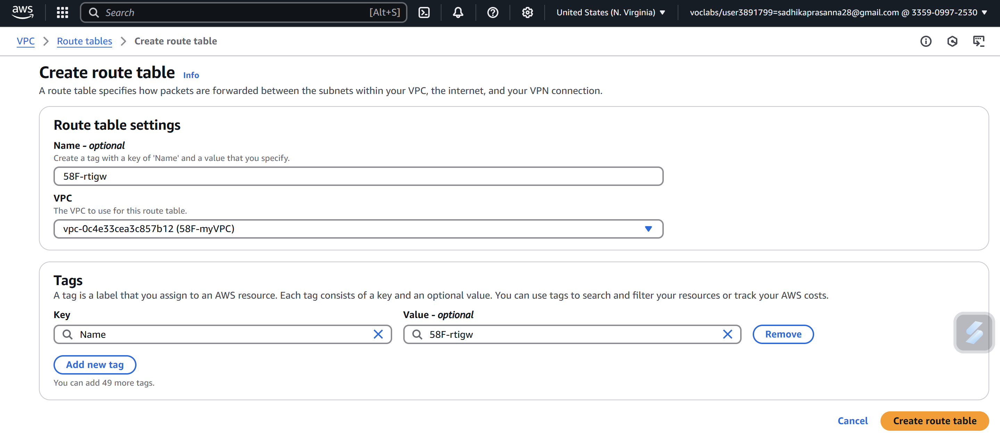 aws
Search [Alt+S]
United States (N. Virginia)
voclabs/user3891799=sadhikaprasanna28@gmail.com @ 3359-0997-2530
VPC > Route tables > Create route table
Create route table Info
A route table specifies how packets are forwarded between the subnets within your VPC, the internet, and your VPN connection.
Route table settings
Name - optional
Create a tag with a key of 'Name' and a value that you specify.
58F-rtigw
VPC
The VPC to use for this route table.
vpc-0c4e33cea3c857b12 (58F-myVPC)
Tags
A tag is a label that you assign to an AWS resource. Each tag consists of a key and an optional value. You can use tags to search and filter your resources or track your AWS costs.
Key Value - optional
Name 58F-rtigw Remove
Add new tag
You can add 49 more tags.
Cancel Create route table